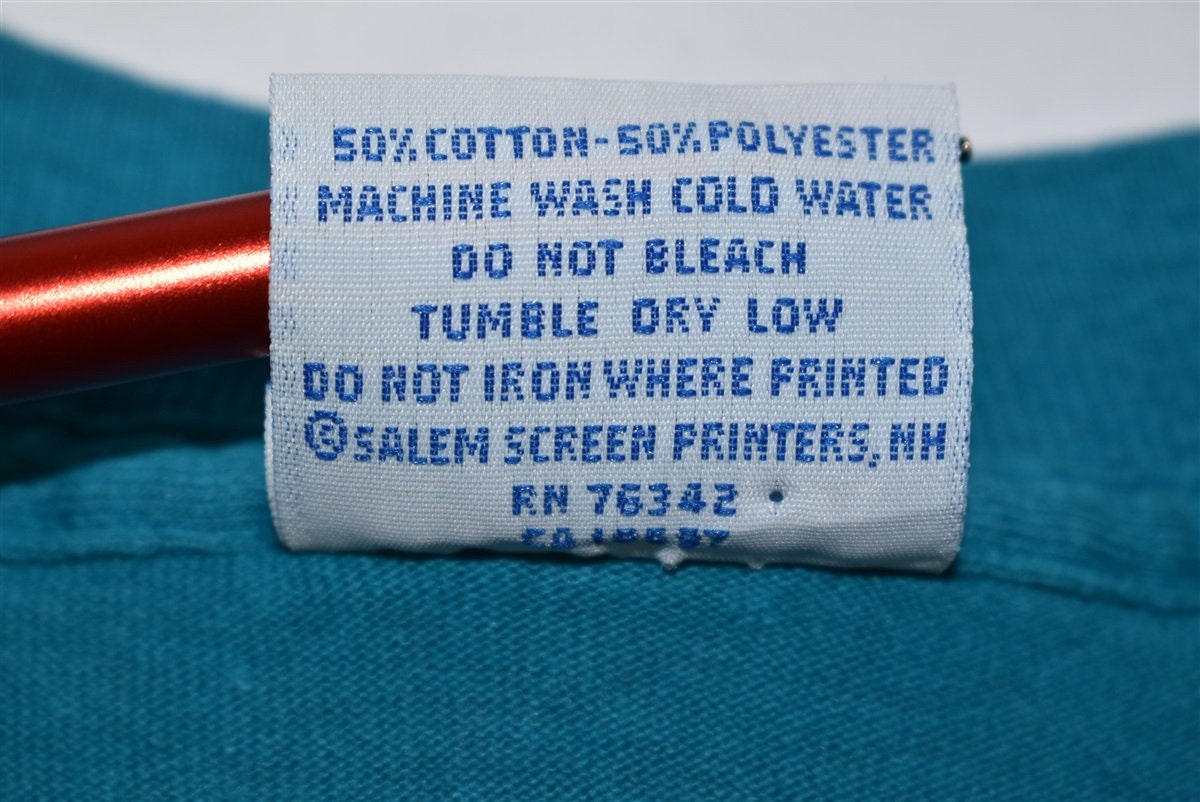 50% COTTON-50% POLYESTER
MACHINE WASH COLD WATER
DO NOT BLEACH
TUMBLE DRY LOW
DO NOT IRON WHERE PRINTED
©SALEM SCREEN PRINTERS, NH
RN 76342
CA